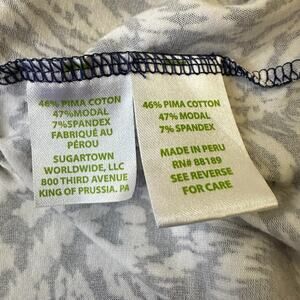 46% PIMA COTON
47%MODAL
7%SPANDEX
FABRIQUÉ AU
PÉROU
SUGARTOWN
WORLDWIDE, LLC
800 THIRD AVENUE
KING OF PRUSSIA, PA
46% PIMA COTTON
47% MODAL
7% SPANDEX
MADE IN PERU
RN# 88189
SEE REVERSE
FOR CARE